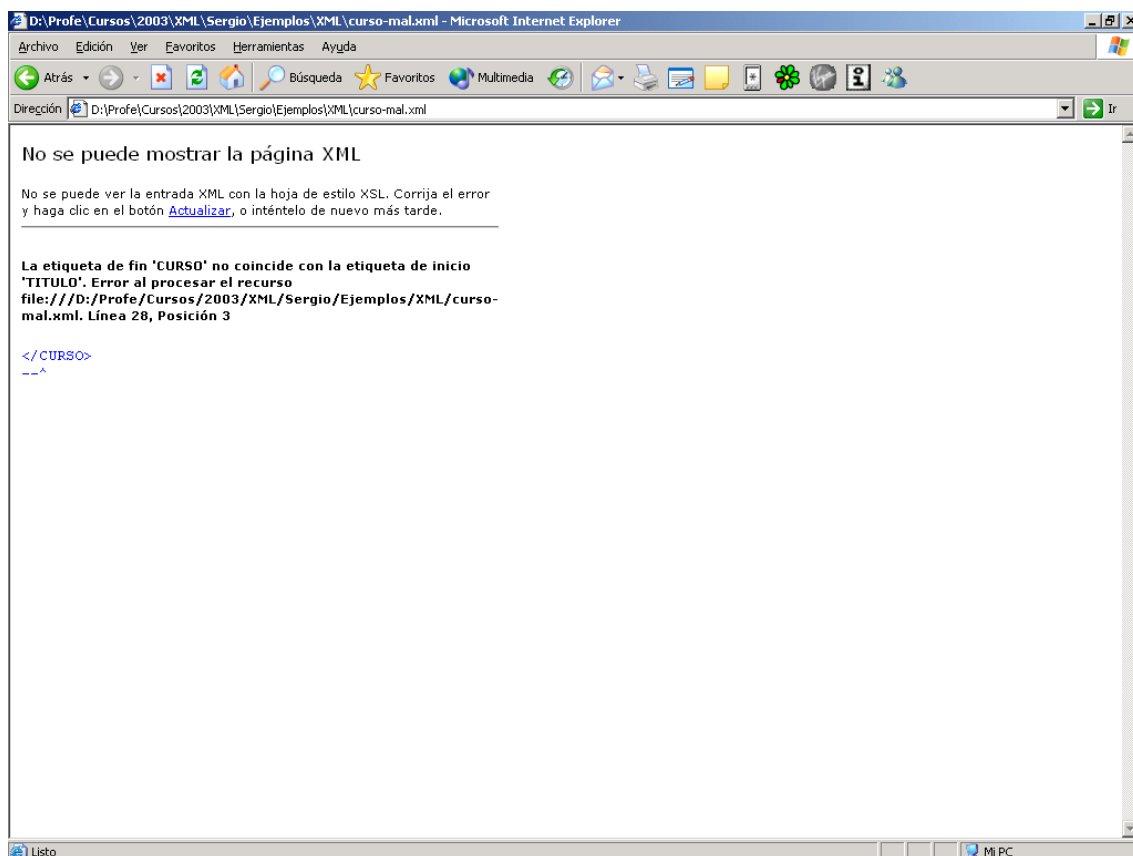 D:\Profe\Cursos\2003\XML\Sergio\Ejemplos\XML\curso-mal.xml - Microsoft Internet Explorer
Archivo Edición Ver Favoritos Herramientas Ayuda
Atrás Búsqueda Favoritos Multimedia
Dirección D:\Profe\Cursos\2003\XML\Sergio\Ejemplos\XML\curso-mal.xml Ir
No se puede mostrar la página XML
No se puede ver la entrada XML con la hoja de estilo XSL. Corrija el error
y haga clic en el botón Actualizar, o inténtelo de nuevo más tarde.
La etiqueta de fin 'CURSO' no coincide con la etiqueta de inicio
'TITULO'. Error al procesar el recurso
file:///D:/Profe/Cursos/2003/XML/Sergio/Ejemplos/XML/curso-
mal.xml. Línea 28, Posición 3
</CURSO>
--^
Listo Mi PC